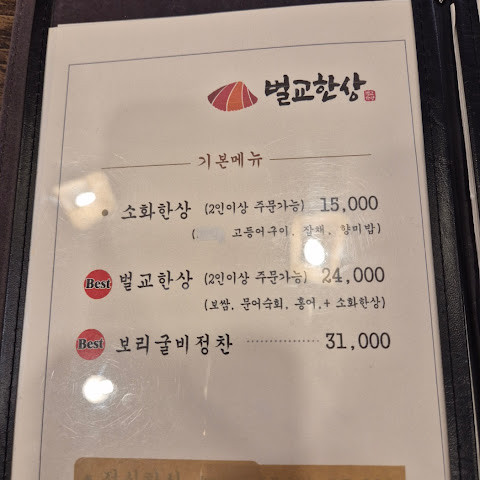 벌교한상
기본메뉴
소화한상 (2인이상 주문가능) 15,000
고등어구이, 잡채, 향미밥)
Best 벌교한상 (2인이상 주문가능) 24,000
(보쌈, 문어숙회, 홍어, + 소화한상)
Best 보리굴비정찬 31,000